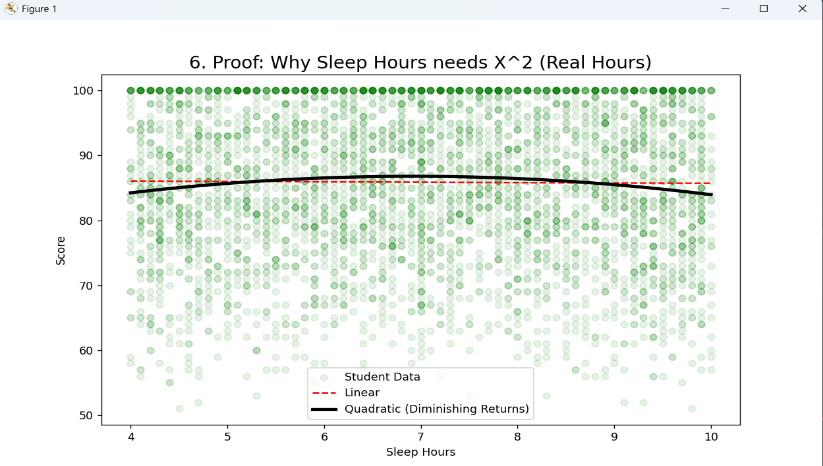 Figure 1
6. Proof: Why Sleep Hours needs X^2 (Real Hours)
100
90
80
70
60
50
Score
Student Data
Linear
Quadratic (Diminishing Returns)
4 5 6 7 8 9 10
Sleep Hours